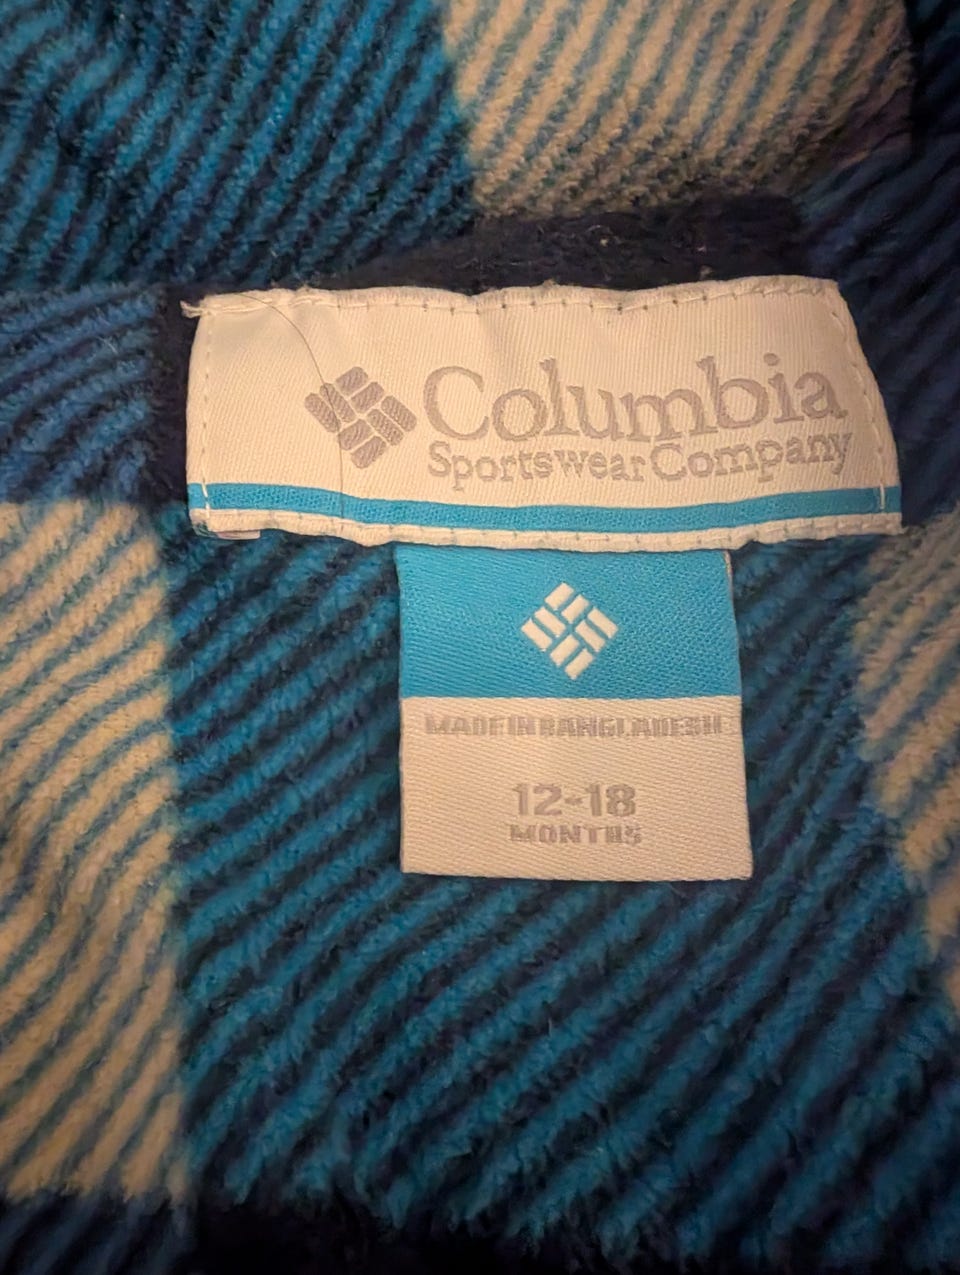 Columbia
Sportswear Company
MADE IN BANGLADESH
12-18
MONTHS